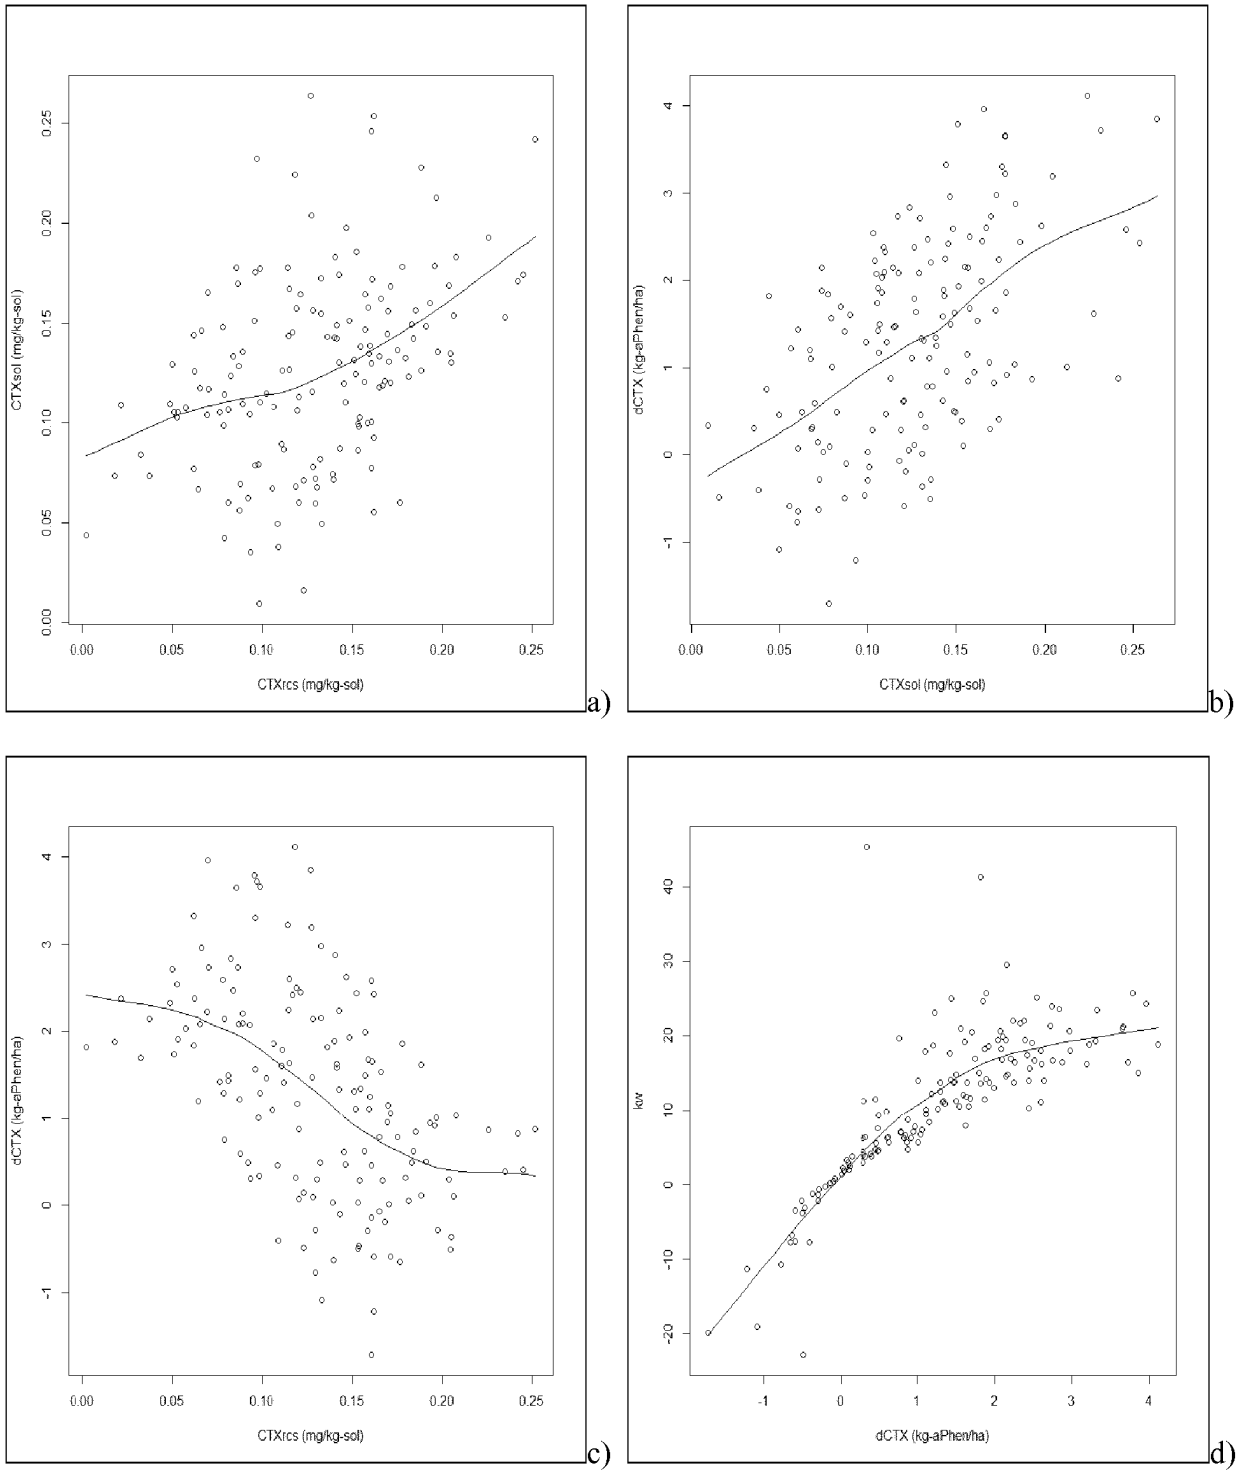 CTXsol (mg/kg-sol)
0.00
0.05
0.10
0.15
0.20
0.25
0.00 0.05 0.10 0.15 0.20 0.25
CTXrcs (mg/kg-sol)
a)
dCTX (kg-aPhen/ha)
-1
0
1
2
3
4
0.00 0.05 0.10 0.15 0.20 0.25
CTXsol (mg/kg-sol)
b)
dCTX (kg-aPhen/ha)
-1
0
1
2
3
4
0.00 0.05 0.10 0.15 0.20 0.25
CTXrcs (mg/kg-sol)
c)
kw
-20
-10
0
10
20
30
40
-1 0 1 2 3 4
dCTX (kg-aPhen/ha)
d)